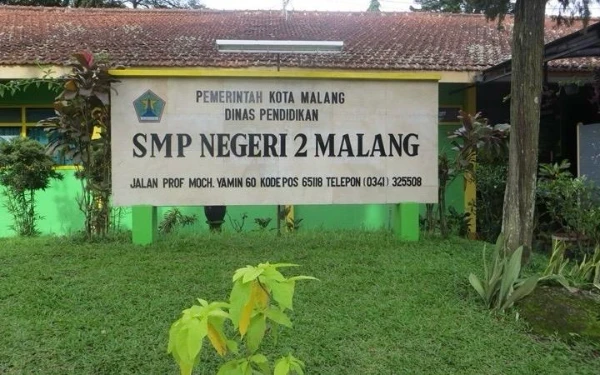 PEMERINTAH KOTA MALANG
DINAS PENDIDIKAN
SMP NEGERI 2 MALANG
JALAN PROF MOCH. YAMIN 60 KODE POS 65118 TELEPON (0341) 325508